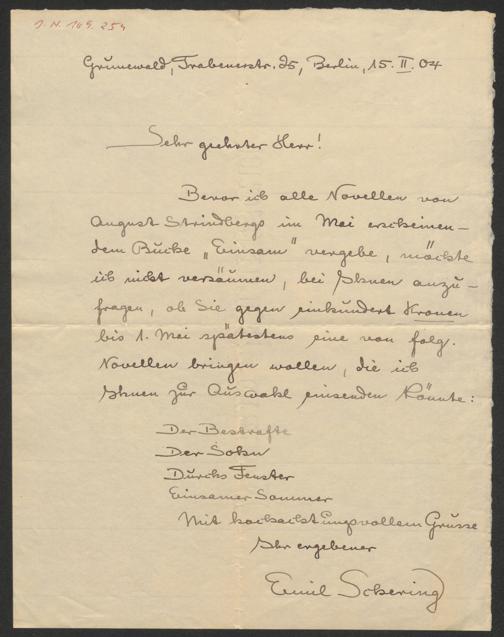 J. N. 149.254
Grunewald, Trabenerstr. 25, Berlin, 15. II. 04
Sehr geehrter Herr!
Bevor ich alle Novellen von
August Strindbergs im Mai erscheinen-
dem Buche „Einsam" vergebe, möchte
ich nicht versäumen, bei Ihnen anzu-
fragen, ob Sie gegen einhundert Kronen
bis 1. Mai spätestens eine von folg.
Novellen bringen wollen, die ich
Ihnen zur Auswahl einsenden könnte:
Der Bestrafte
Der Sohn
Durchs Fenster
Einsamer Sommer
Mit hochachtungsvollem Grusse
Ihr ergebener
Emil Schering